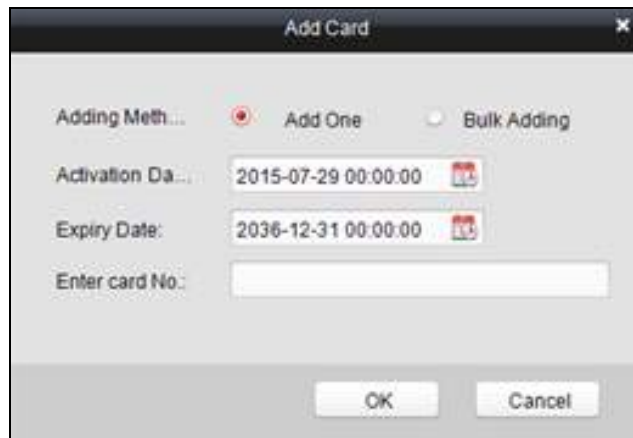 Add Card
Adding Meth... Add One Bulk Adding
Activation Da... 2015-07-29 00:00:00
Expiry Date: 2036-12-31 00:00:00
Enter card No.:
OK Cancel